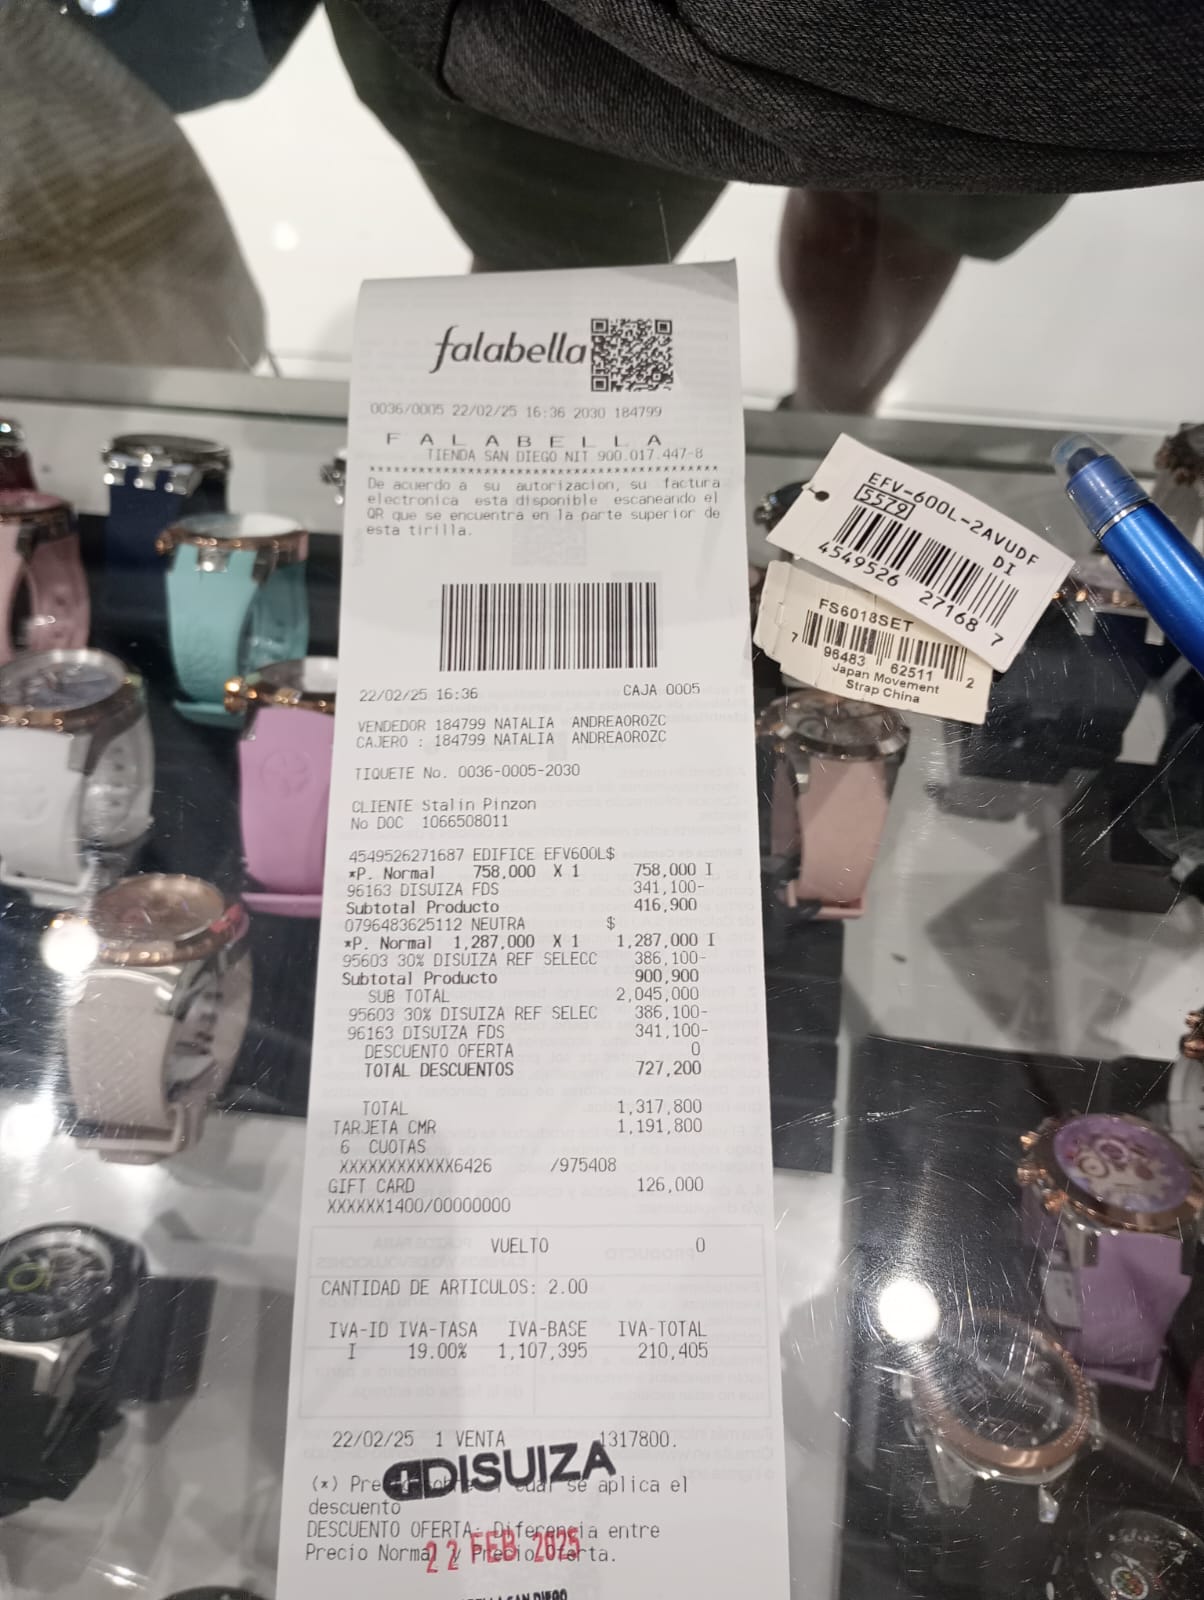 falabella
0036/0005 22/02/25 16:36 2030 184799
F A L A B E L L A
TIENDA SAN DIEGO NIT 900.017.447-8
************************************************
De acuerdo a su autorizacion, su factura
electronica esta disponible escaneando el
QR que se encuentra en la parte superior de
esta tirilla.
22/02/25 16:36 CAJA 0005
VENDEDOR 184799 NATALIA ANDREAOROZC
CAJERO : 184799 NATALIA ANDREAOROZC
TIQUETE No. 0036-0005-2030
CLIENTE Stalin Pinzon
No DOC 1066508011
4549526271687 EDIFICE EFV600L$
*P. Normal 758,000 X 1 758,000 I
96163 DISUIZA FDS 341,100-
Subtotal Producto 416,900
0796483625112 NEUTRA $
*P. Normal 1,287,000 X 1 1,287,000 I
95603 30% DISUIZA REF SELECC 386,100-
Subtotal Producto 900,900
SUB TOTAL 2,045,000
95603 30% DISUIZA REF SELEC 386,100-
96163 DISUIZA FDS 341,100-
DESCUENTO OFERTA 0
TOTAL DESCUENTOS 727,200
TOTAL 1,317,800
TARJETA CMR 1,191,800
6 CUOTAS
XXXXXXXXXXXX6426 /975408
GIFT CARD 126,000
XXXXXX1400/00000000
VUELTO 0
CANTIDAD DE ARTICULOS: 2.00
IVA-ID IVA-TASA IVA-BASE IVA-TOTAL
I 19.00% 1,107,395 210,405
22/02/25 1 VENTA 1317800.
DISUIZA
(*) Pre sobre el cual se aplica el
descuento
DESCUENTO OFERTA: Diferencia entre
Precio Normal y Precio Oferta.
22 FEB 2025
SAN DIEGO
EFV-600L-2AVUDF
5579 DI
4549526 27168 7
FS6018SET
7 96483 62511 2
Japan Movement
Strap China